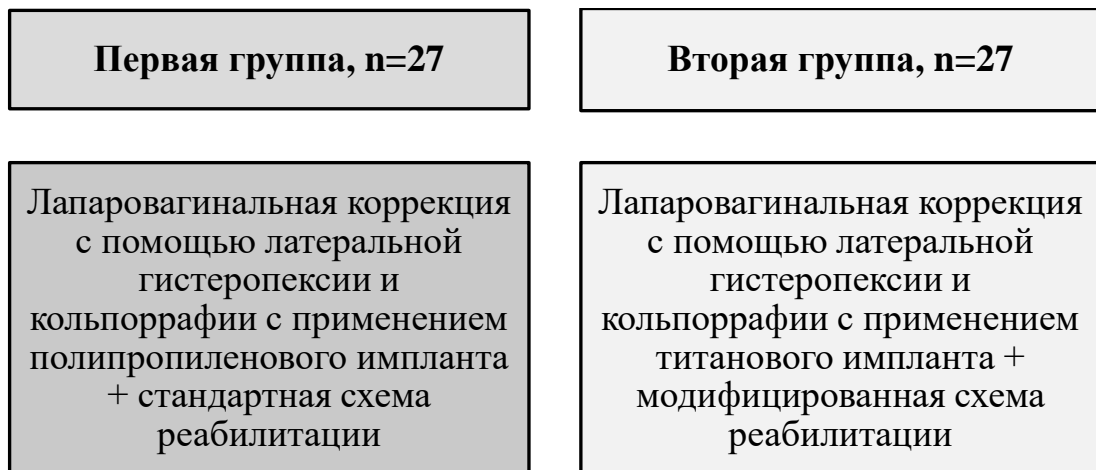 Первая группа, n=27
Вторая группа, n=27
Лапаровагинальная коррекция
с помощью латеральной
гистеропексии и
кольпоррафии с применением
полипропиленового импланта
+ стандартная схема
реабилитации
Лапаровагинальная коррекция
с помощью латеральной
гистеропексии и
кольпоррафии с применением
титанового импланта +
модифицированная схема
реабилитации